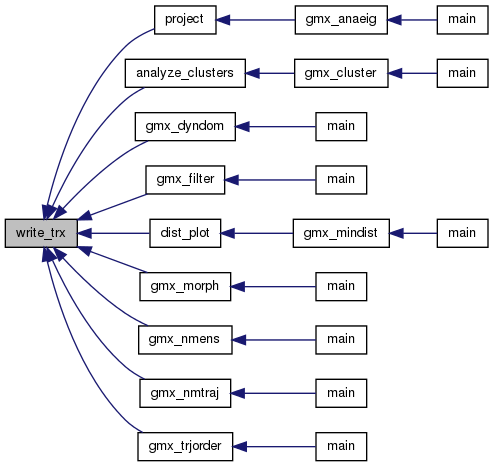 project
gmx_anaeig
main
analyze_clusters
gmx_cluster
main
gmx_dyndom
main
gmx_filter
main
write_trx
dist_plot
gmx_mindist
main
gmx_morph
main
gmx_nmens
main
gmx_nmtraj
main
gmx_trjorder
main